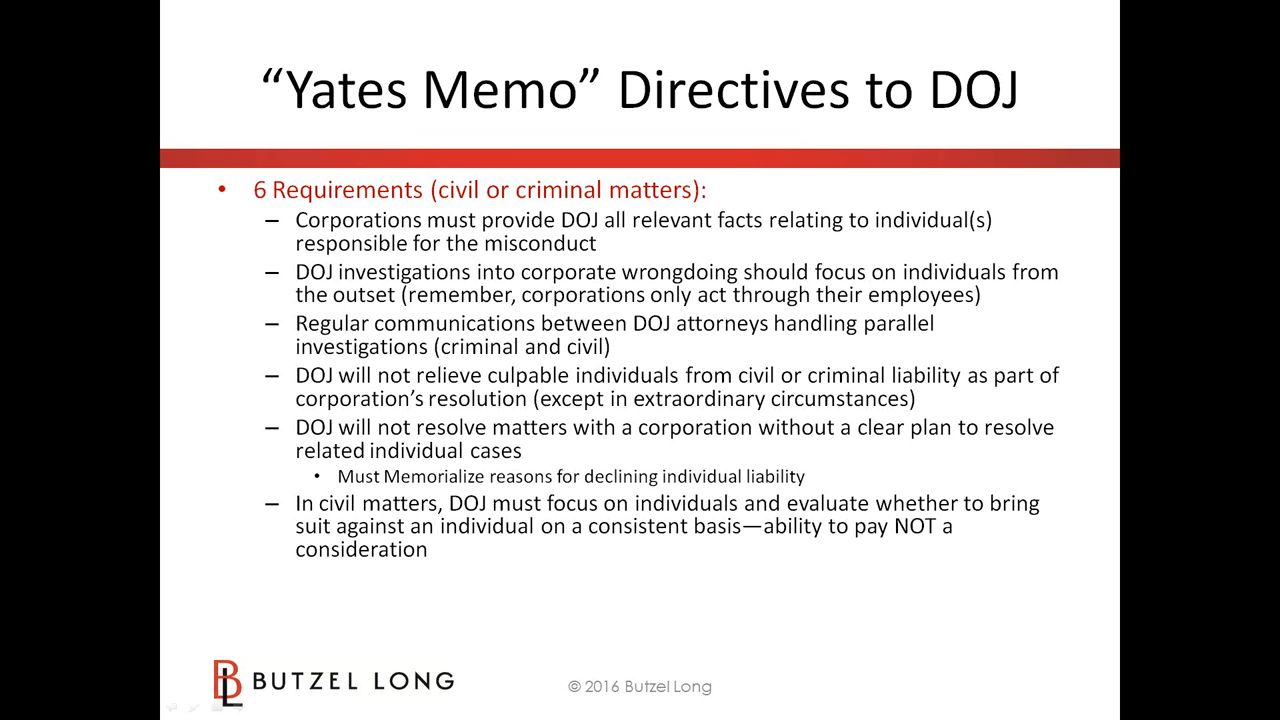 “Yates Memo” Directives to DOJ
• 6 Requirements (civil or criminal matters):
– Corporations must provide DOJ all relevant facts relating to individual(s)
responsible for the misconduct
– DOJ investigations into corporate wrongdoing should focus on individuals from
the outset (remember, corporations only act through their employees)
– Regular communications between DOJ attorneys handling parallel
investigations (criminal and civil)
– DOJ will not relieve culpable individuals from civil or criminal liability as part of
corporation’s resolution (except in extraordinary circumstances)
– DOJ will not resolve matters with a corporation without a clear plan to resolve
related individual cases
• Must Memorialize reasons for declining individual liability
– In civil matters, DOJ must focus on individuals and evaluate whether to bring
suit against an individual on a consistent basis—ability to pay NOT a
consideration
BL BUTZEL LONG
© 2016 Butzel Long